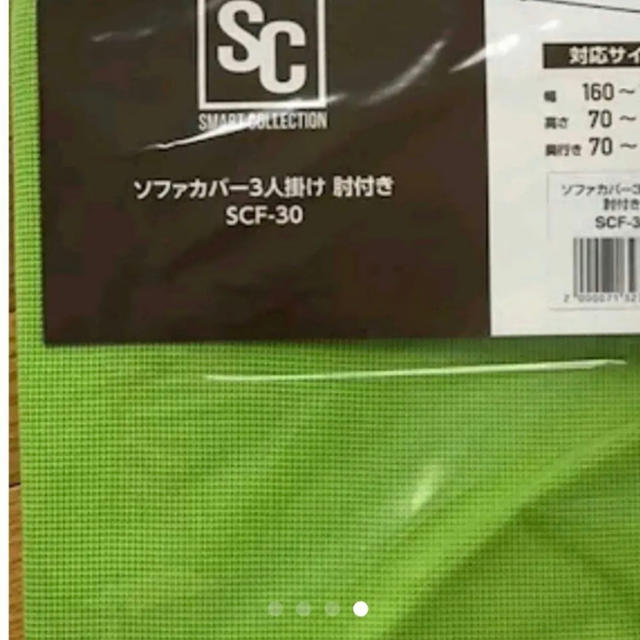 SC
SMART COLLECTION
ソファカバー3人掛け 肘付き
SCF-30
対応サイ
幅 160～
高さ 70～
奥行き 70～
ソファカバー3
肘付き
SCF-3